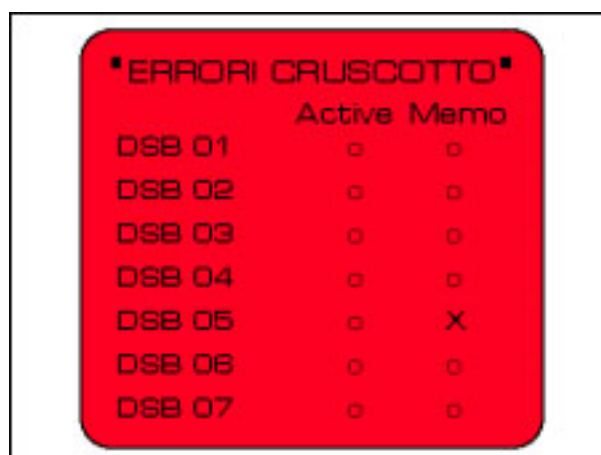 "ERRORI CRUSCOTTO"
Active Memo
DSB 01 o o
DSB 02 o o
DSB 03 o o
DSB 04 o o
DSB 05 o X
DSB 06 o o
DSB 07 o o